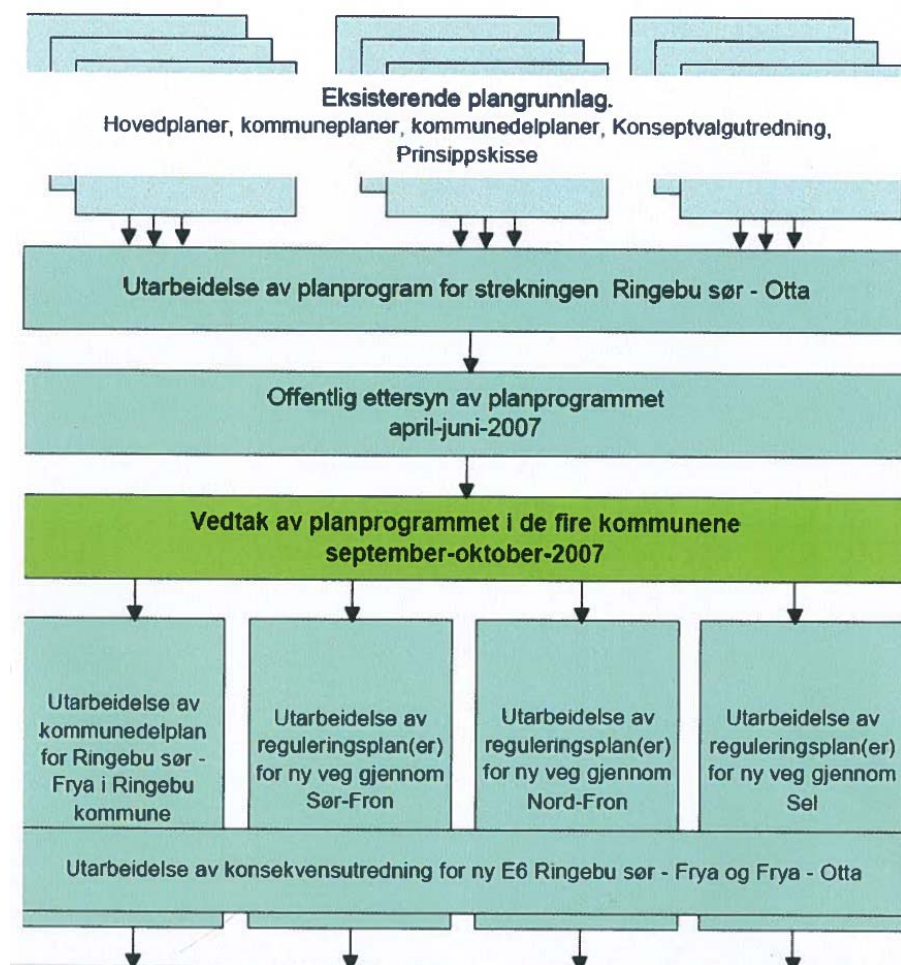 Eksisterende plangrunnlag.
Hovedplaner, kommuneplaner, kommunedelplaner, Konseptvalgutredning,
Prinsippskisse
Utarbeidelse av planprogram for strekningen Ringebu sør - Otta
Offentlig ettersyn av planprogrammet
april-juni-2007
Vedtak av planprogrammet i de fire kommunene
september-oktober-2007
Utarbeidelse av
kommunedelplan
for Ringebu sør -
Frya i Ringebu
kommune
Utarbeidelse av
reguleringsplan(er)
for ny veg gjennom
Sør-Fron
Utarbeidelse av
reguleringsplan(er)
for ny veg gjennom
Nord-Fron
Utarbeidelse av
reguleringsplan(er)
for ny veg gjennom
Sel
Utarbeidelse av konsekvensutredning for ny E6 Ringebu sør - Frya og Frya - Otta